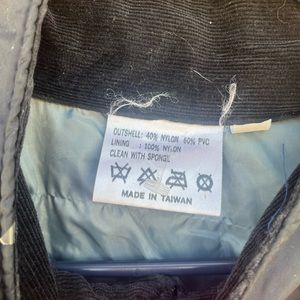 OUTSHELL: 40% NYLON 60% PVC
LINING : 100% NYLON
CLEAN WITH SPONGE
MADE IN TAIWAN